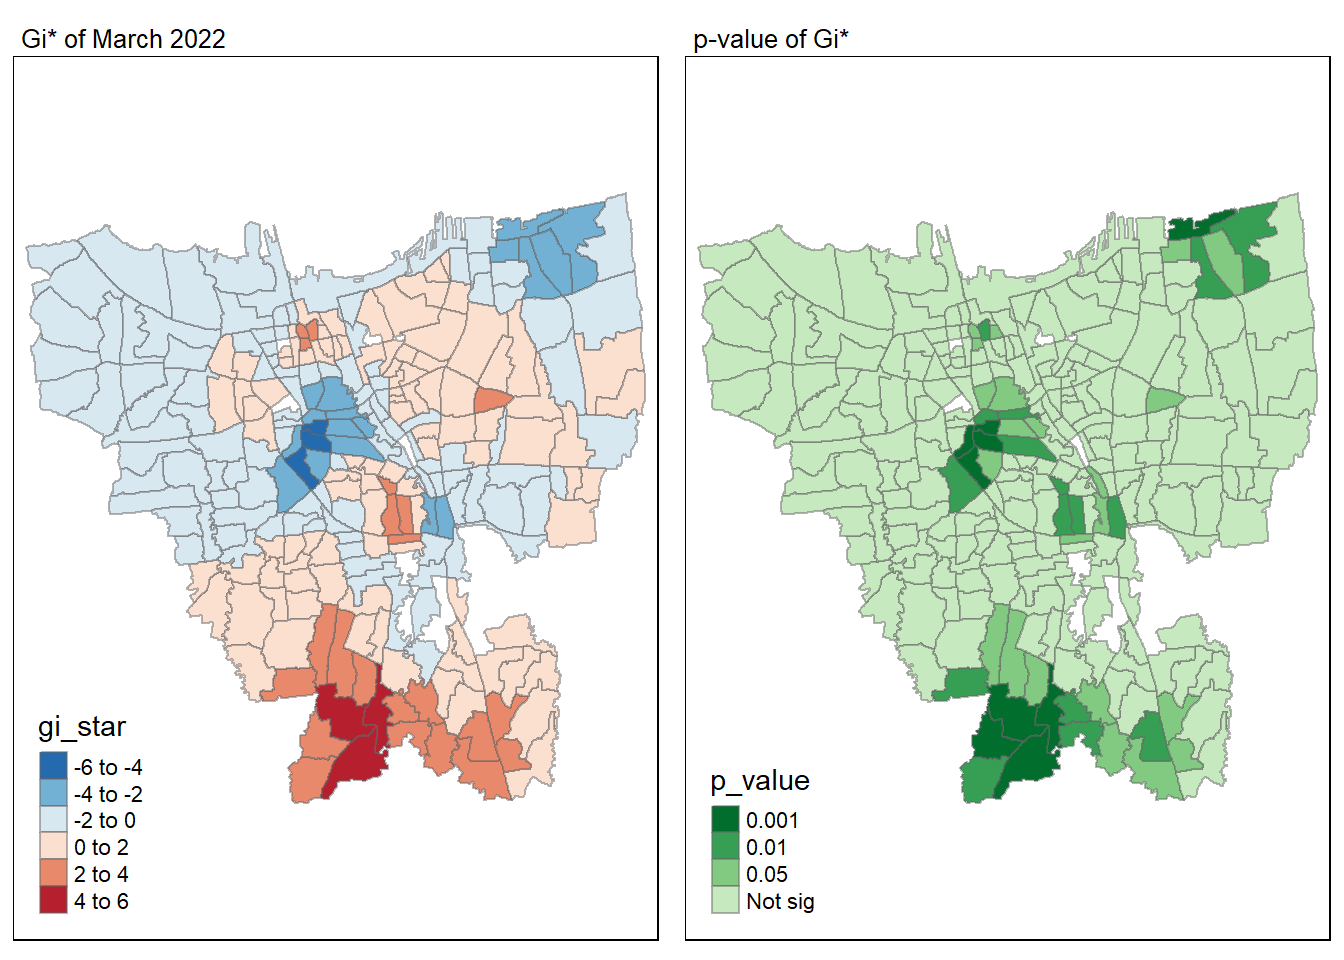 Gi* of March 2022
gi_star
-6 to -4
-4 to -2
-2 to 0
0 to 2
2 to 4
4 to 6
p-value of Gi*
p_value
0.001
0.01
0.05
Not sig